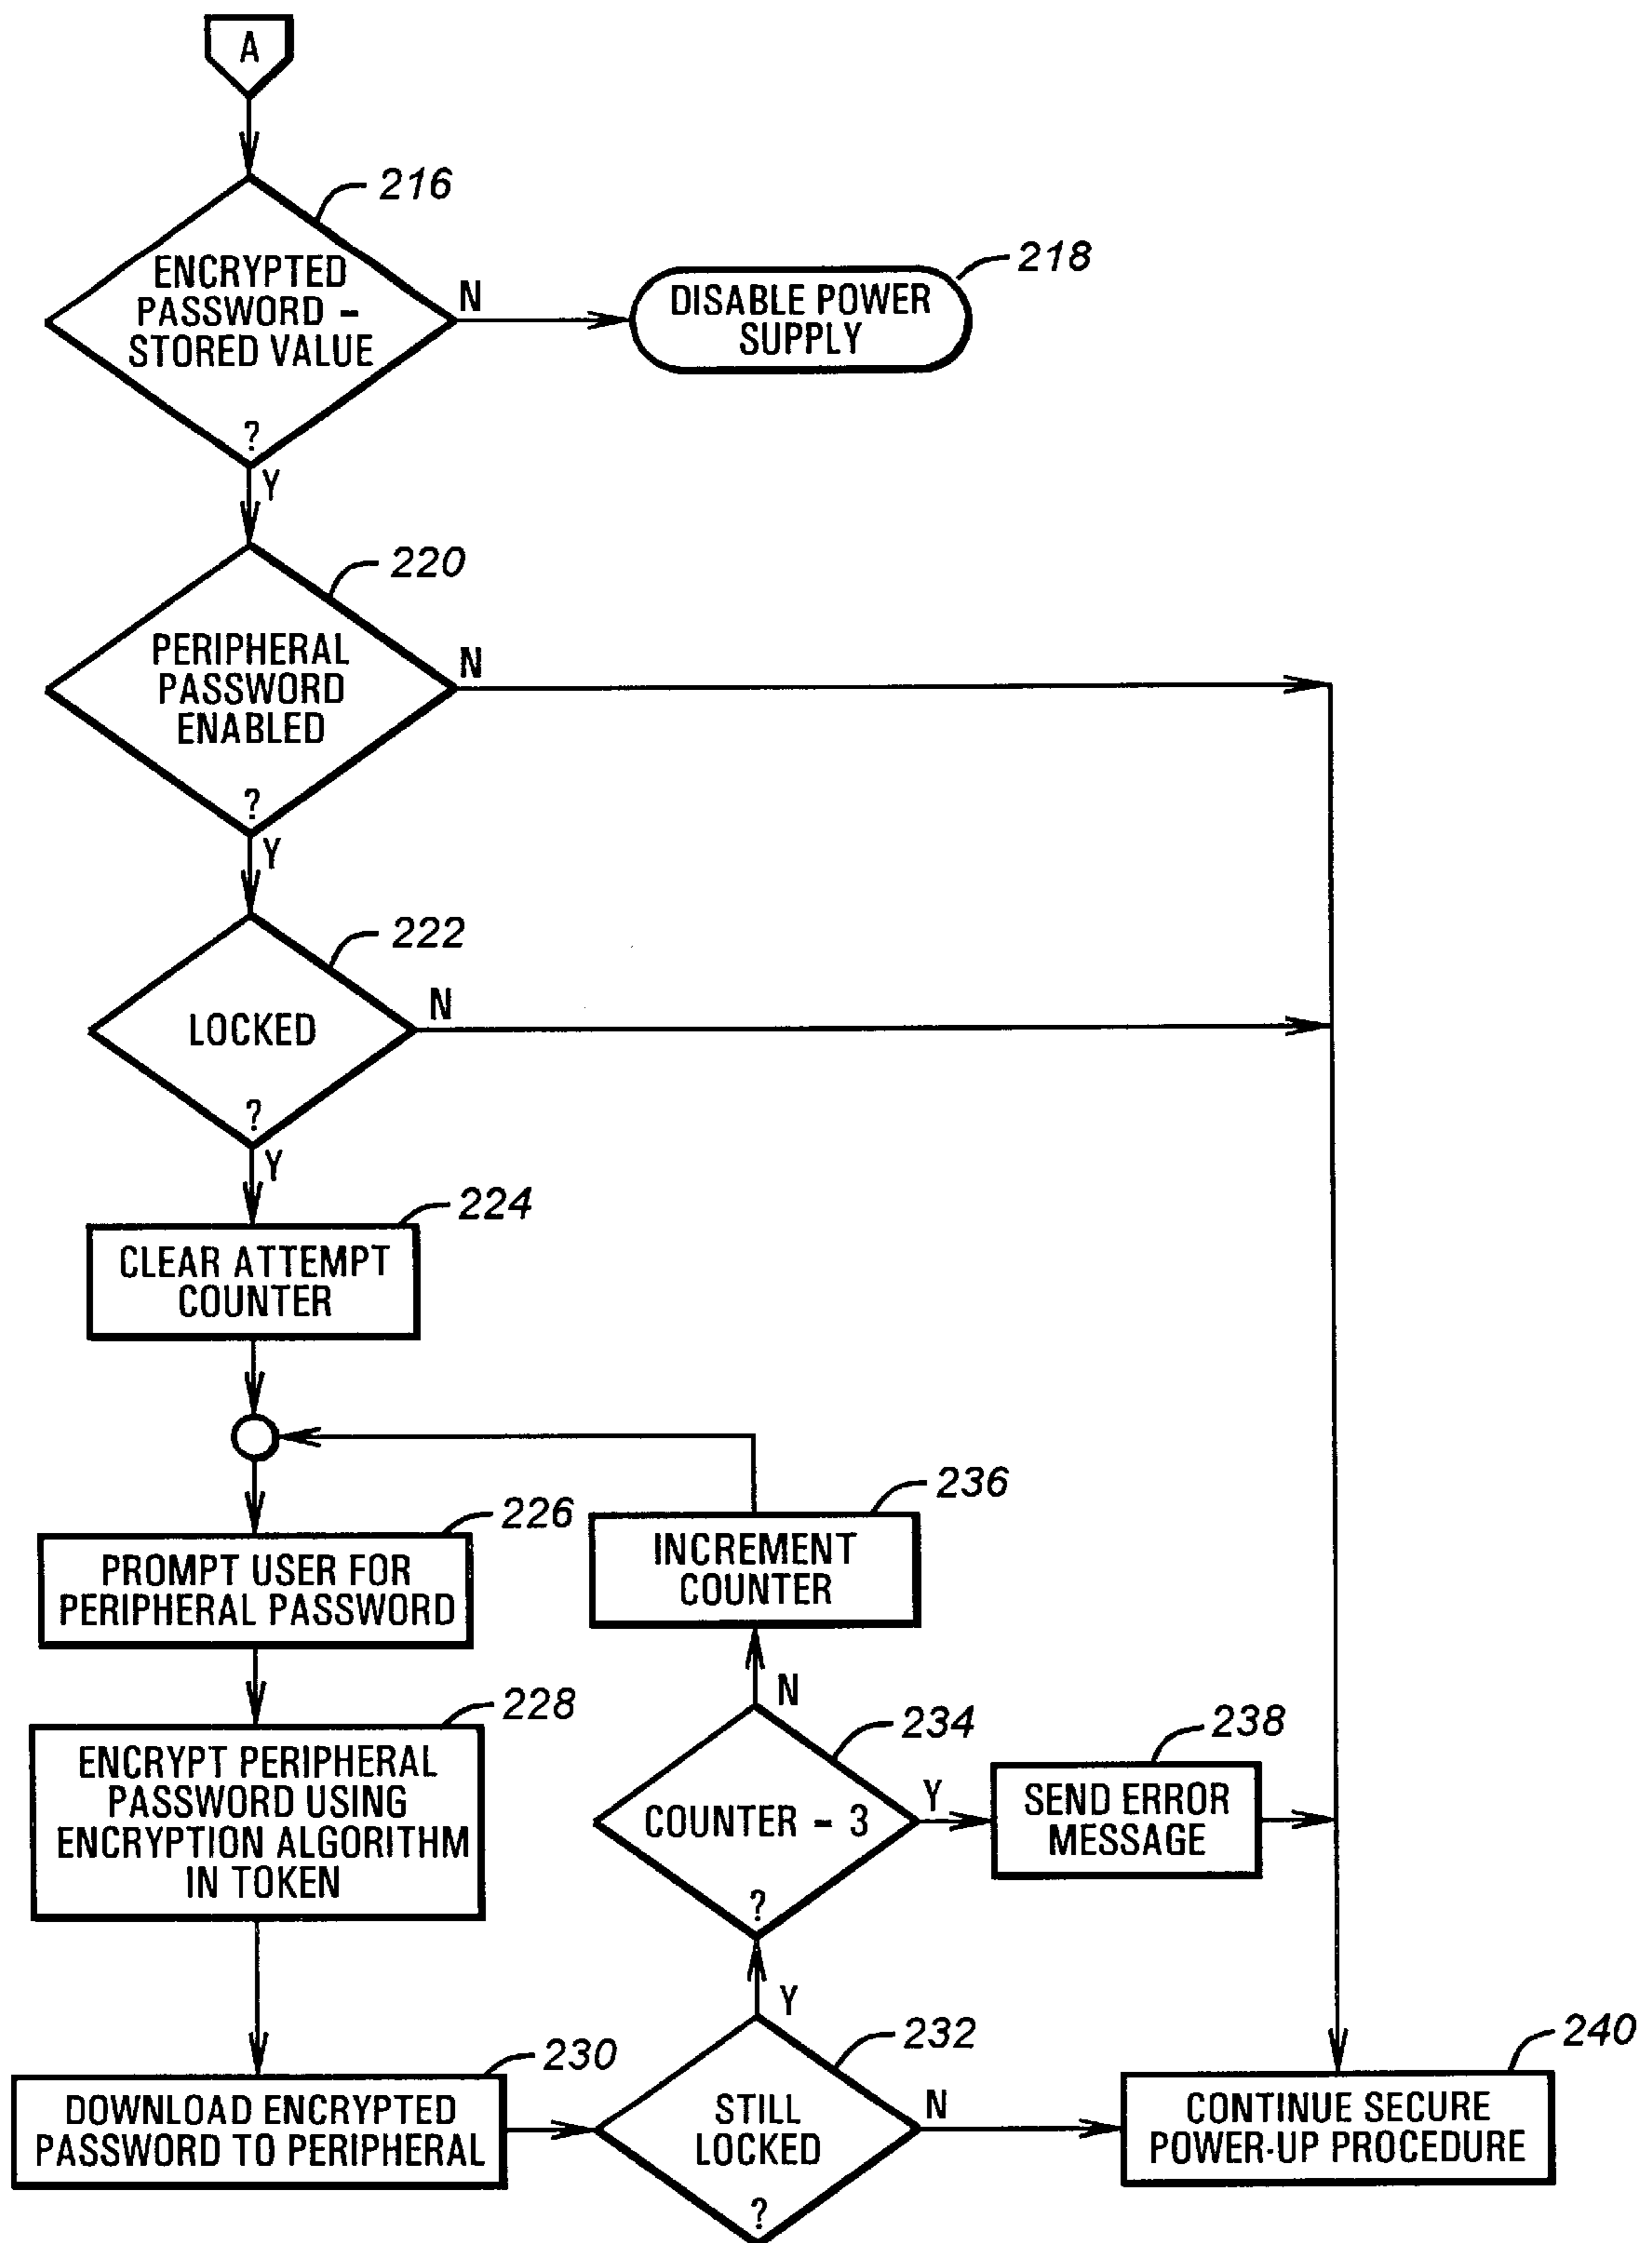 A
216
ENCRYPTED
PASSWORD -
STORED VALUE
?
N
218
DISABLE POWER
SUPPLY
Y
220
PERIPHERAL
PASSWORD
ENABLED
?
N
Y
222
LOCKED
?
N
Y
224
CLEAR ATTEMPT
COUNTER
226
PROMPT USER FOR
PERIPHERAL PASSWORD
236
INCREMENT
COUNTER
N
228
ENCRYPT PERIPHERAL
PASSWORD USING
ENCRYPTION ALGORITHM
IN TOKEN
234
COUNTER - 3
?
Y
238
SEND ERROR
MESSAGE
Y
230
DOWNLOAD ENCRYPTED
PASSWORD TO PERIPHERAL
232
STILL
LOCKED
?
N
240
CONTINUE SECURE
POWER-UP PROCEDURE